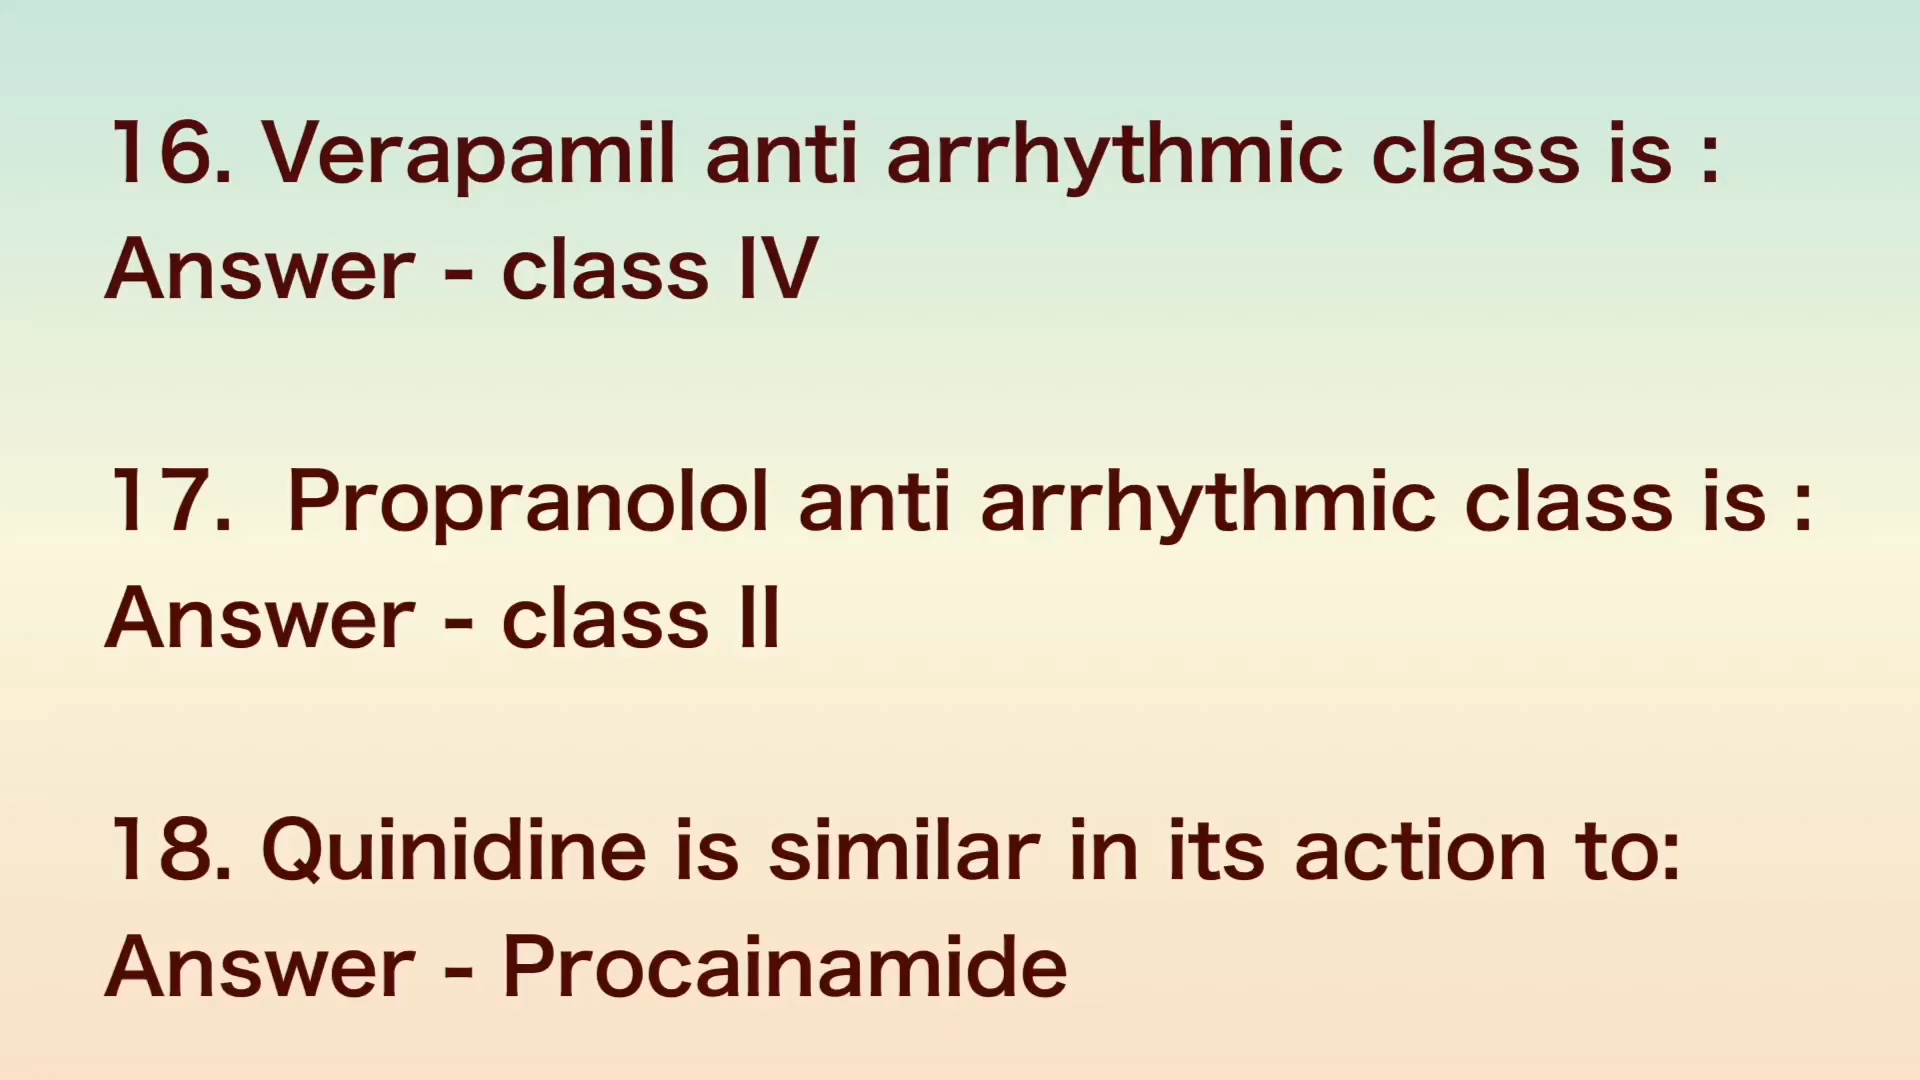 16. Verapamil anti arrhythmic class is :
Answer - class IV
17.  Propranolol anti arrhythmic class is :
Answer - class II
18. Quinidine is similar in its action to:
Answer - Procainamide